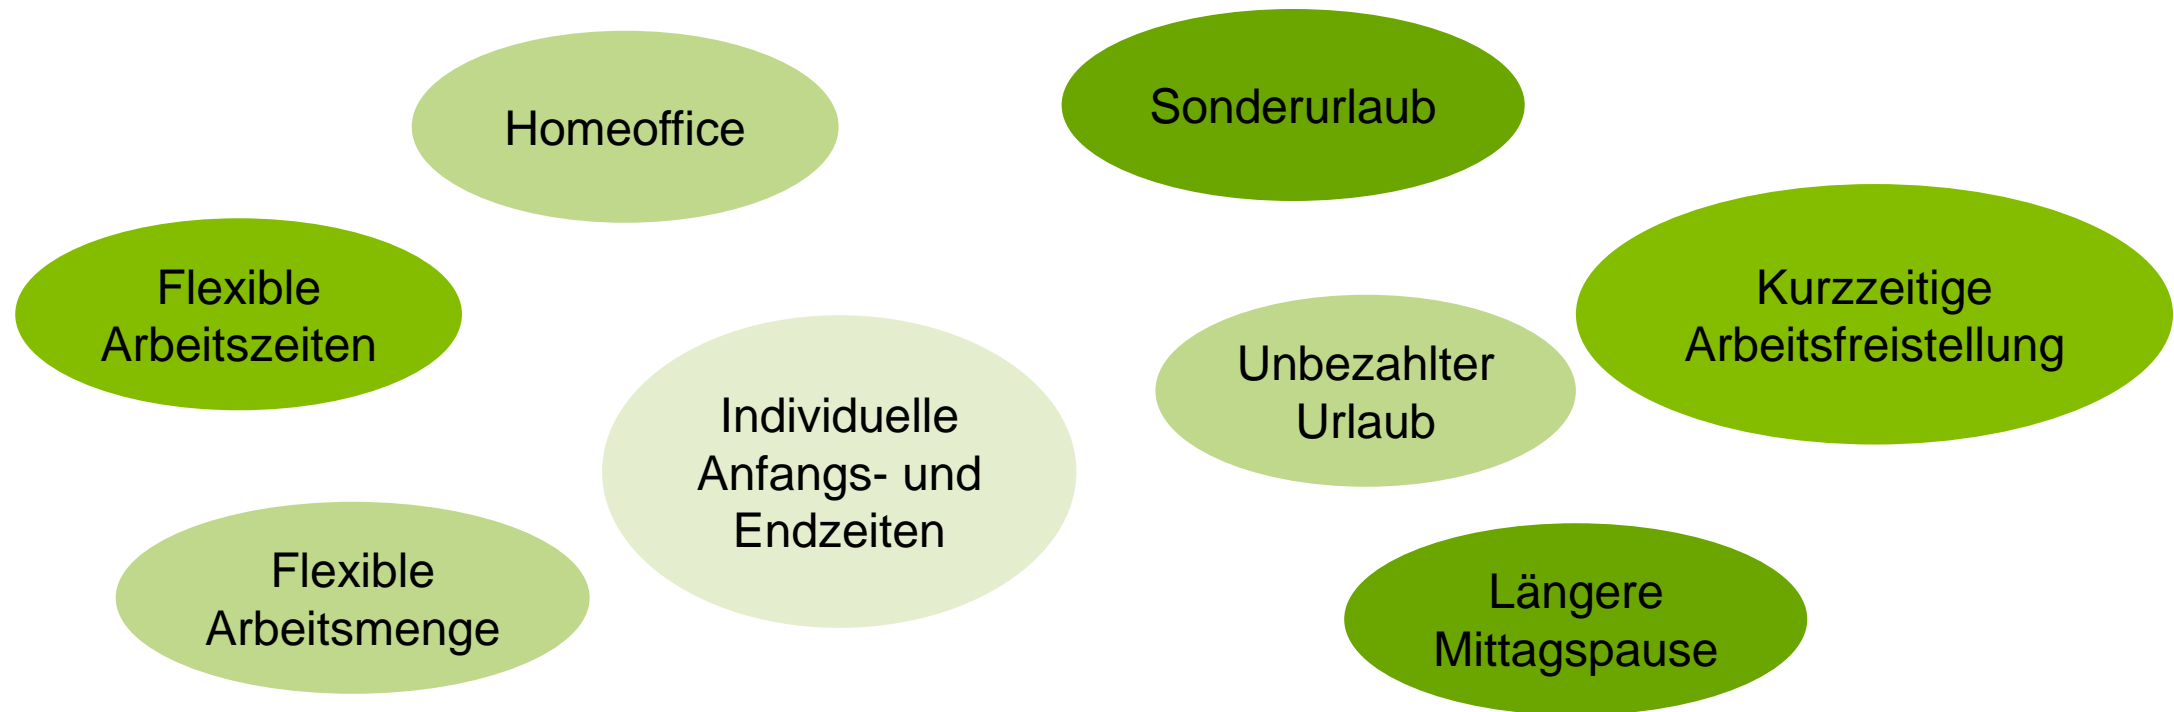 Homeoffice
Sonderurlaub
Flexible
Arbeitszeiten
Kurzzeitige
Arbeitsfreistellung
Individuelle
Anfangs- und
Endzeiten
Unbezahlter
Urlaub
Flexible
Arbeitsmenge
Längere
Mittagspause